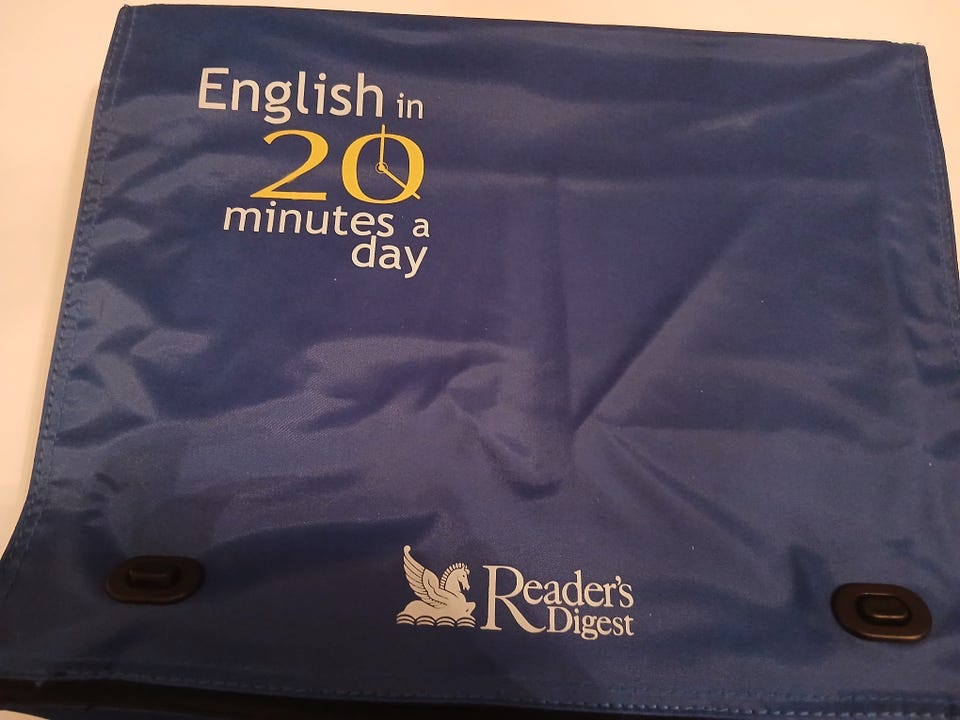 English in
20
minutes a
day
Reader's
Digest